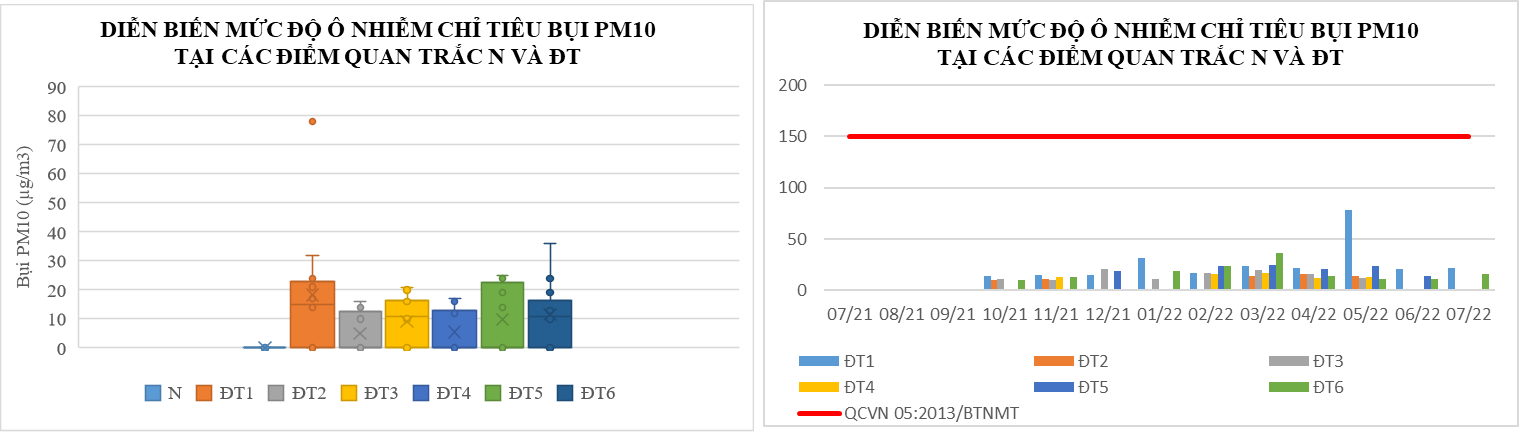 DIỄN BIẾN MỨC ĐỘ Ô NHIỄM CHỈ TIÊU BỤI PM10
TẠI CÁC ĐIỂM QUAN TRẮC N VÀ ĐT
90
80
70
60
50
40
30
20
10
0
Bụi PM10 (µg/m3)
N ĐT1 ĐT2 ĐT3 ĐT4 ĐT5 ĐT6
DIỄN BIẾN MỨC ĐỘ Ô NHIỄM CHỈ TIÊU BỤI PM10
TẠI CÁC ĐIỂM QUAN TRẮC N VÀ ĐT
200
150
100
50
0
07/21 08/21 09/21 10/21 11/21 12/21 01/22 02/22 03/22 04/22 05/22 06/22 07/22
ĐT1 ĐT2 ĐT3
ĐT4 ĐT5 ĐT6
QCVN 05:2013/BTNMT